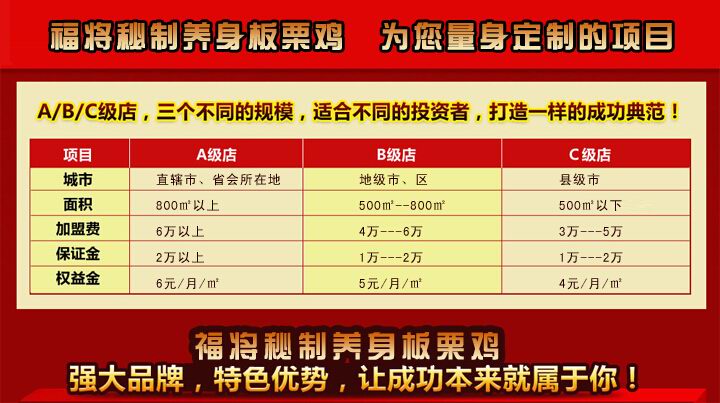 福将秘制养身板栗鸡 为您量身定制的项目
A/B/C级店，三个不同的规模，适合不同的投资者，打造一样的成功典范！
项目 A级店 B级店 C级店
城市 直辖市、省会所在地 地级市、区 县级市
面积 800㎡以上 500㎡--800㎡ 500㎡以下
加盟费 6万以上 4万---6万 3万---5万
保证金 2万以上 1万---2万 1万---2万
权益金 6元/月/㎡ 5元/月/㎡ 4元/月/㎡
福将秘制养身板栗鸡
强大品牌，特色优势，让成功本来就属于你！